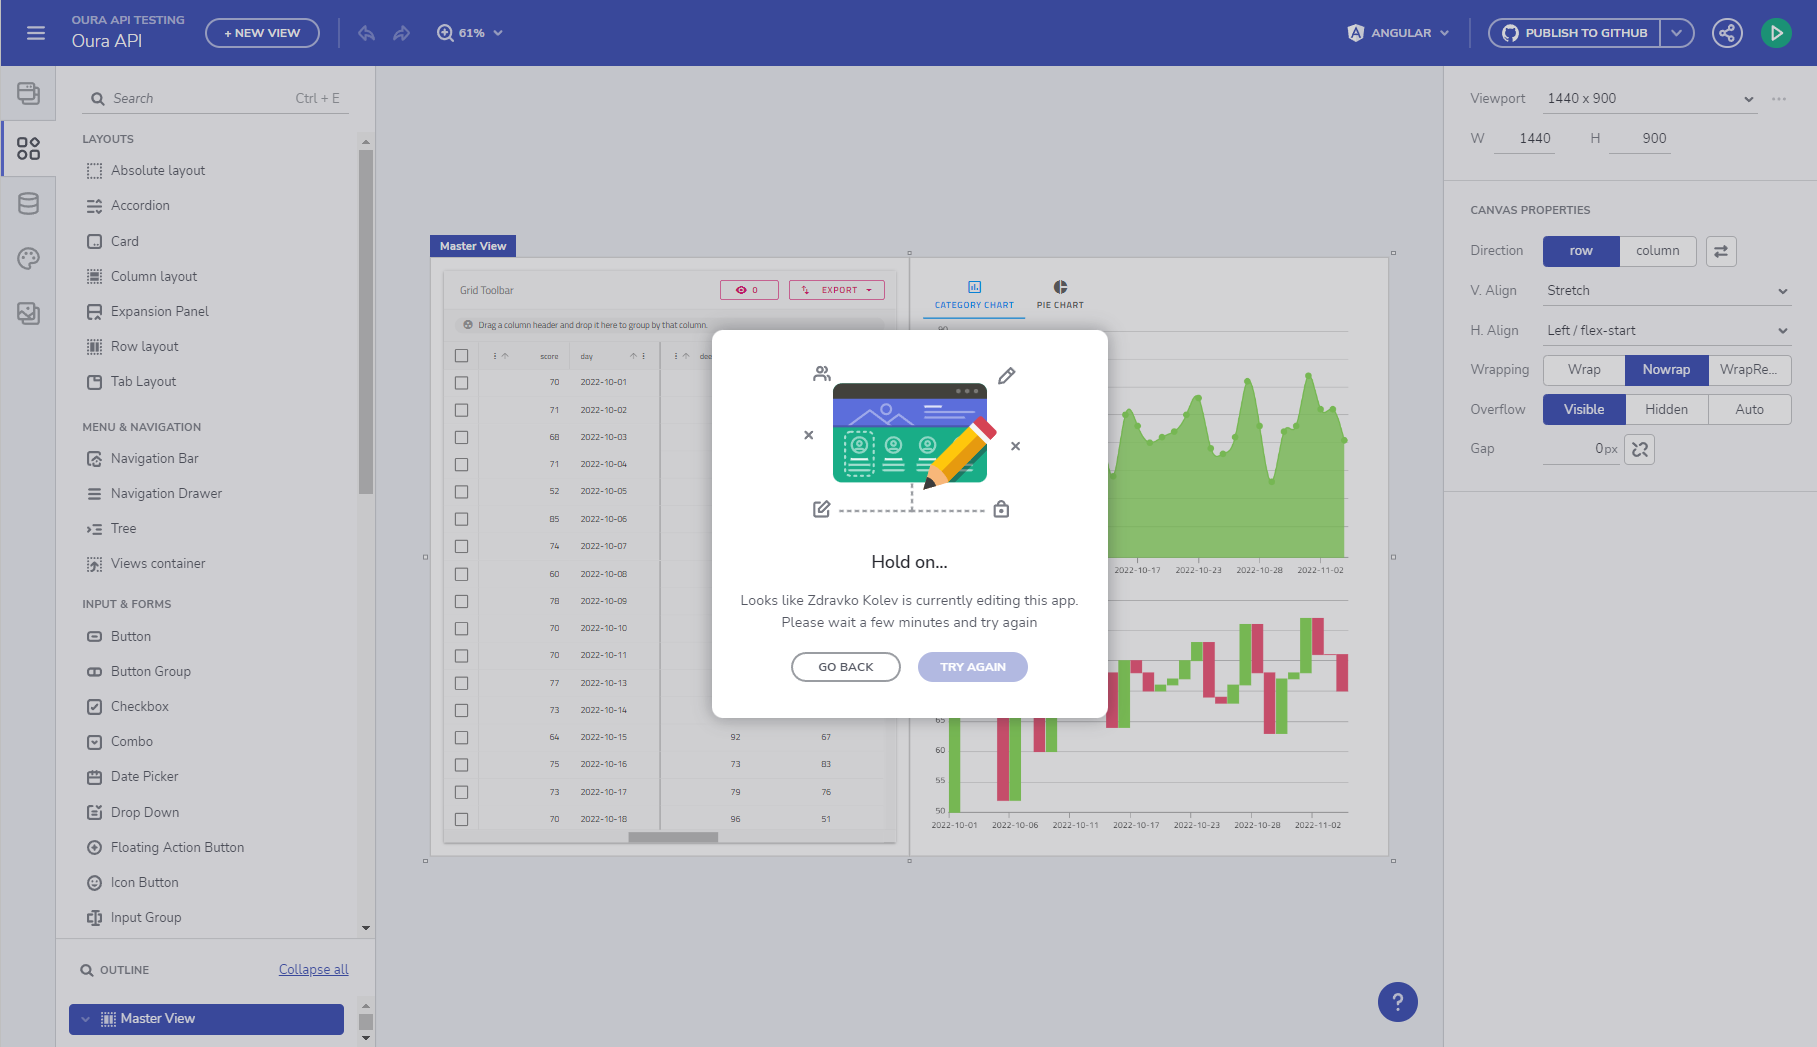 OURA API TESTING
Oura API
+ NEW VIEW
61%
ANGULAR
PUBLISH TO GITHUB
Search
Ctrl + E
LAYOUTS
Absolute layout
Accordion
Card
Column layout
Expansion Panel
Row layout
Tab Layout
MENU & NAVIGATION
Navigation Bar
Navigation Drawer
Tree
Views container
INPUT & FORMS
Button
Button Group
Checkbox
Combo
Date Picker
Drop Down
Floating Action Button
Icon Button
Input Group
OUTLINE
Collapse all
Master View
Master View
Grid Toolbar
0
EXPORT
Drag a column header and drop it here to group by that column.
score day dee
70 2022-10-01
71 2022-10-02
68 2022-10-03
71 2022-10-04
52 2022-10-05
85 2022-10-06
74 2022-10-07
60 2022-10-08
78 2022-10-09
70 2022-10-10
70 2022-10-11
77 2022-10-13
73 2022-10-14
64 2022-10-15 92 67
75 2022-10-16 73 83
73 2022-10-17 79 76
70 2022-10-18 96 51
CATEGORY CHART
PIE CHART
90
2022-10-17 2022-10-23 2022-10-28 2022-11-02
65
60
55
50
2022-10-01 2022-10-06 2022-10-11 2022-10-17 2022-10-23 2022-10-28 2022-11-02
Hold on...
Looks like Zdravko Kolev is currently editing this app.
Please wait a few minutes and try again
GO BACK
TRY AGAIN
Viewport 1440 x 900
W 1440 H 900
CANVAS PROPERTIES
Direction row column
V. Align Stretch
H. Align Left / flex-start
Wrapping Wrap Nowrap WrapRe...
Overflow Visible Hidden Auto
Gap 0px
?